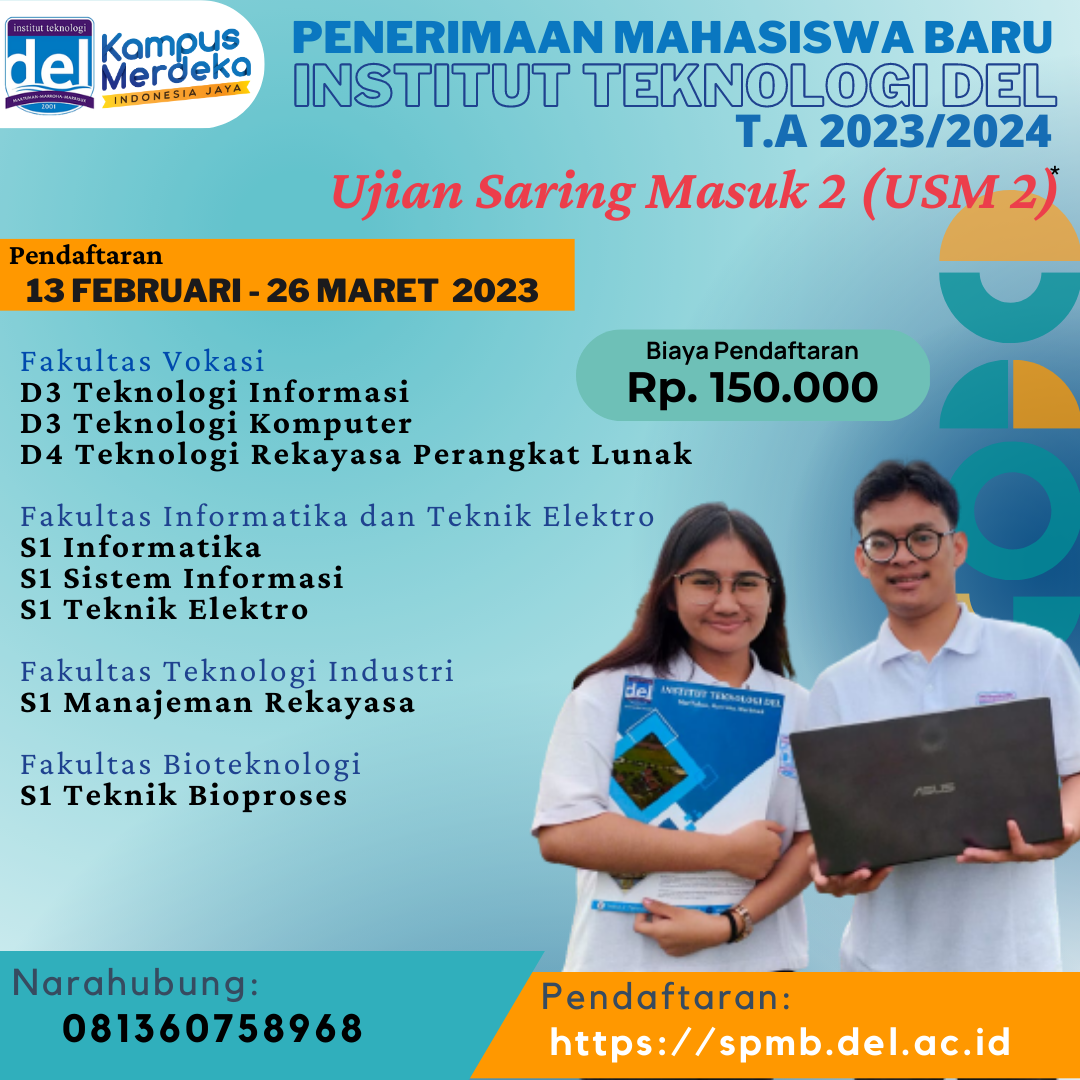 institut teknologi
del
MARTUHAN-MARROHA-MARBISUK
2001
Kampus
Merdeka
INDONESIA JAYA
PENERIMAAN MAHASISWA BARU
INSTITUT TEKNOLOGI DEL
T.A 2023/2024
Ujian Saring Masuk 2 (USM 2)*
Pendaftaran
13 FEBRUARI - 26 MARET 2023
Biaya Pendaftaran
Rp. 150.000
Fakultas Vokasi
D3 Teknologi Informasi
D3 Teknologi Komputer
D4 Teknologi Rekayasa Perangkat Lunak
Fakultas Informatika dan Teknik Elektro
S1 Informatika
S1 Sistem Informasi
S1 Teknik Elektro
Fakultas Teknologi Industri
S1 Manajeman Rekayasa
Fakultas Bioteknologi
S1 Teknik Bioproses
del
INSTITUT TEKNOLOGI DEL
ASUS
Narahubung:
081360758968
Pendaftaran:
https://spmb.del.ac.id